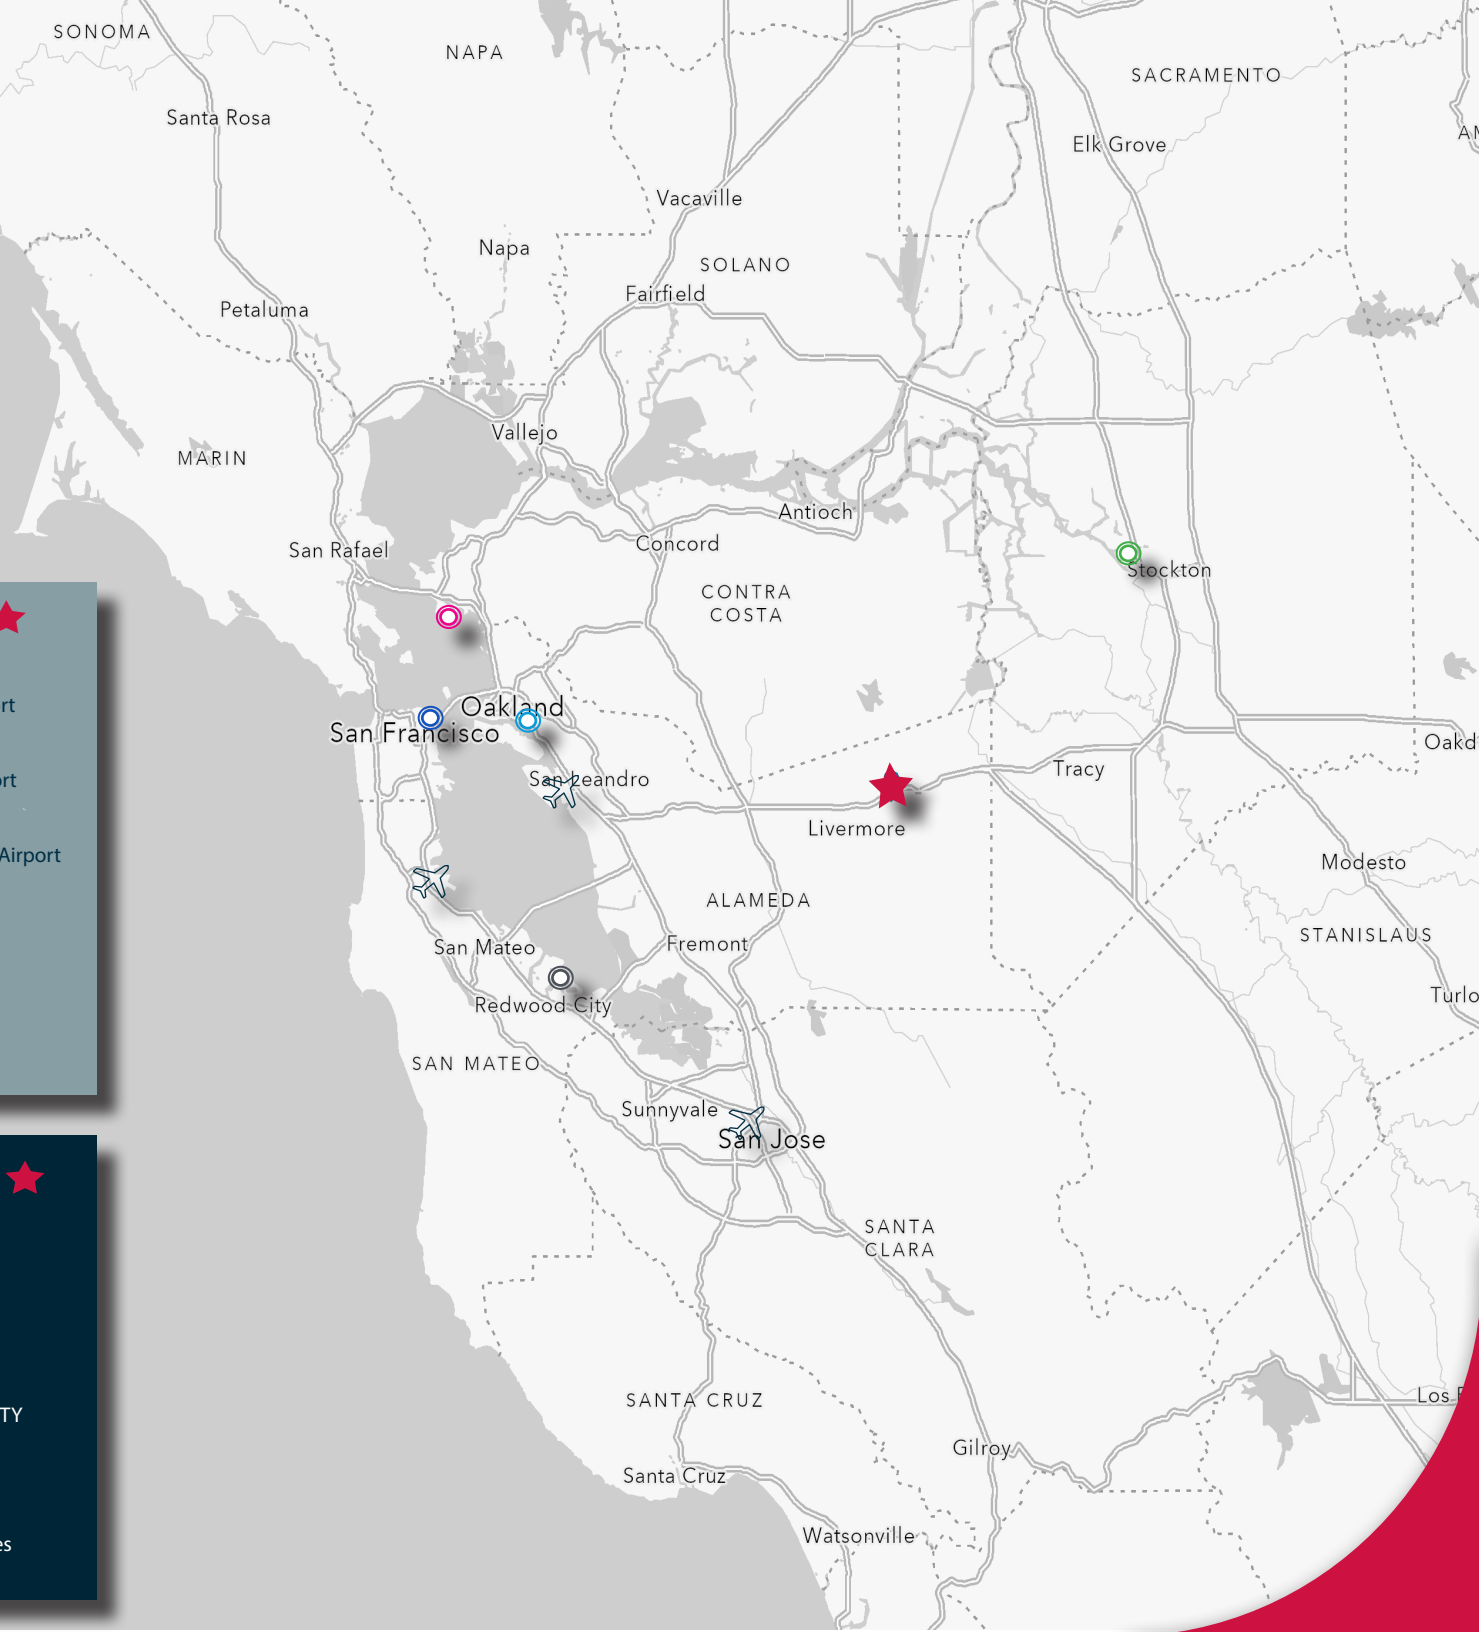 SONOMA
NAPA
SACRAMENTO
Santa Rosa
Elk Grove
Vacaville
Napa
SOLANO
Fairfield
Petaluma
Vallejo
MARIN
Antioch
San Rafael
Concord
Stockton
CONTRA
COSTA
rt
Oakland
San Francisco
Oakd
Tracy
ort
San Leandro
Livermore
Airport
Modesto
ALAMEDA
STANISLAUS
San Mateo
Fremont
Turlo
Redwood City
SAN MATEO
Sunnyvale
San Jose
SANTA
CLARA
Los
SANTA CRUZ
TY
Gilroy
Santa Cruz
Watsonville
es